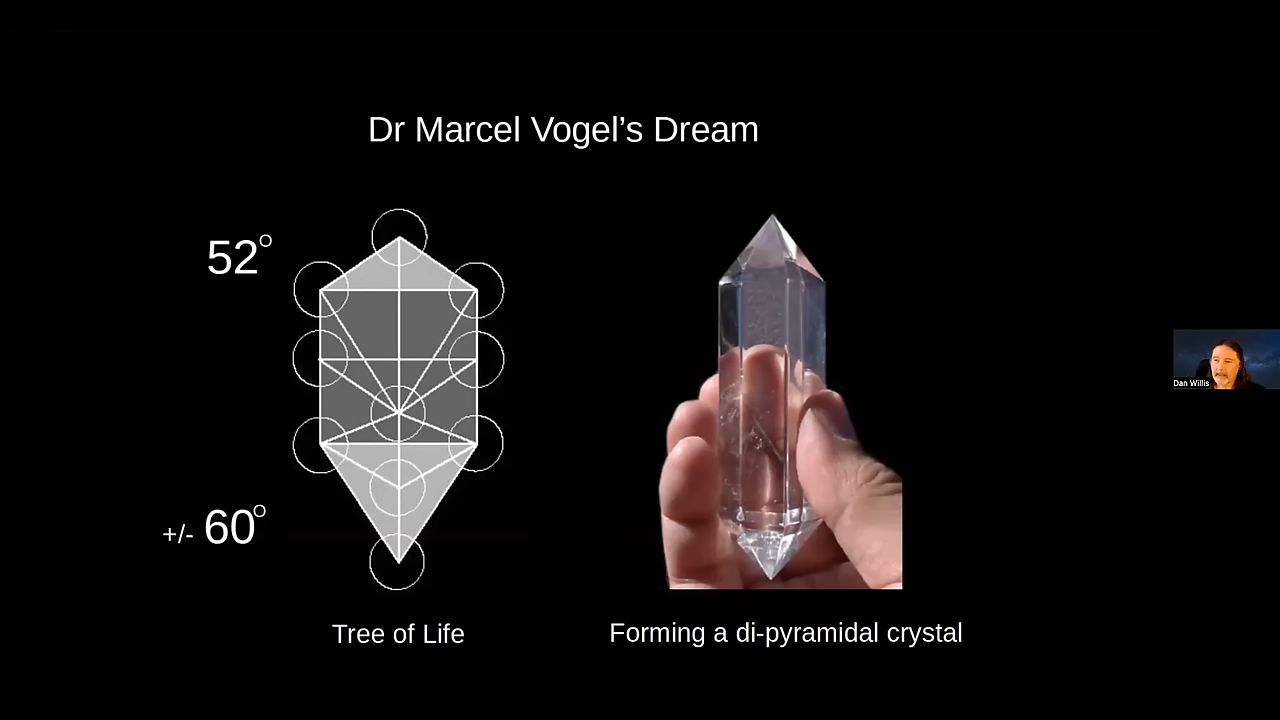 Dr Marcel Vogel’s Dream
52°
+/- 60°
Tree of Life
Forming a di-pyramidal crystal
Dan Willis